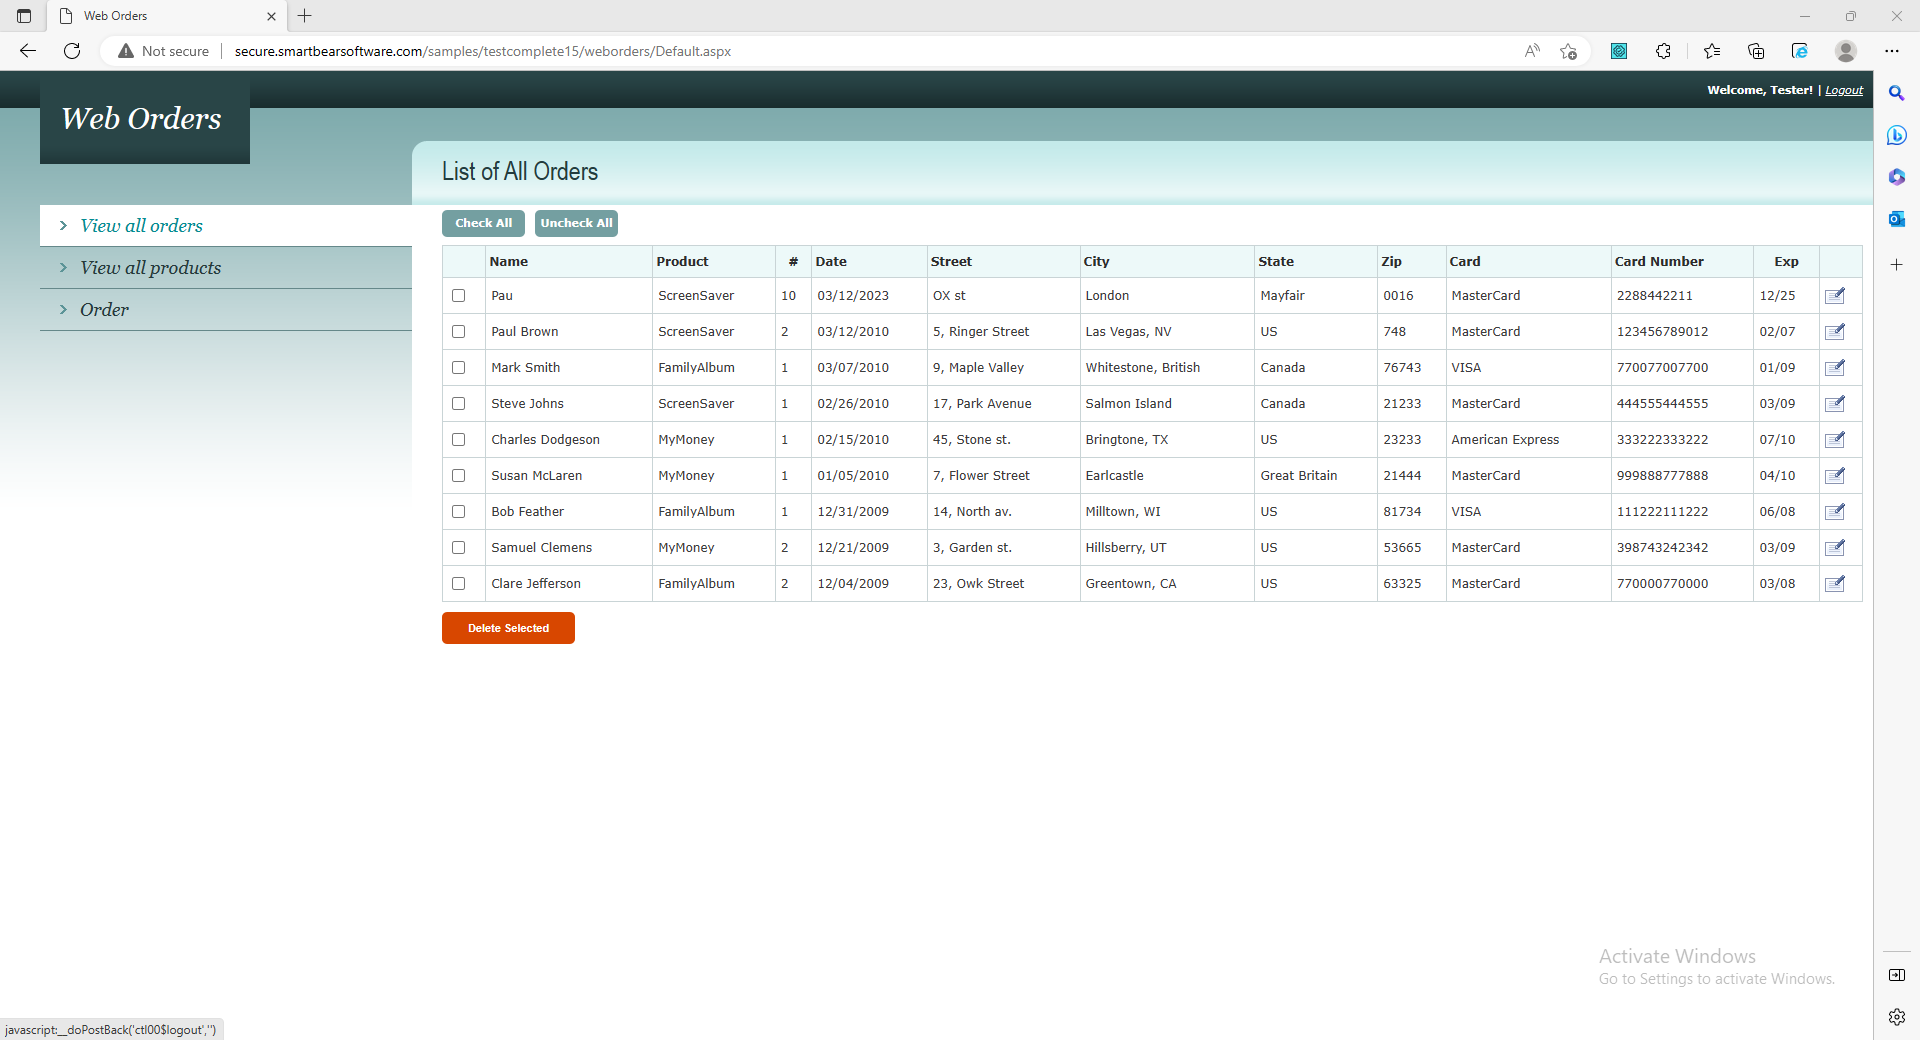 Web Orders
Not secure
secure.smartbearsoftware.com/samples/testcomplete15/weborders/Default.aspx
Welcome, Tester! | Logout
Web Orders
List of All Orders
View all orders
View all products
Order
Check All Uncheck All
Name Product # Date Street City State Zip Card Card Number Exp
Pau ScreenSaver 10 03/12/2023 OX st London Mayfair 0016 MasterCard 2288442211 12/25
Paul Brown ScreenSaver 2 03/12/2010 5, Ringer Street Las Vegas, NV US 748 MasterCard 123456789012 02/07
Mark Smith FamilyAlbum 1 03/07/2010 9, Maple Valley Whitestone, British Canada 76743 VISA 770077007700 01/09
Steve Johns ScreenSaver 1 02/26/2010 17, Park Avenue Salmon Island Canada 21233 MasterCard 444555444555 03/09
Charles Dodgeson MyMoney 1 02/15/2010 45, Stone st. Bringtone, TX US 23233 American Express 333222333222 07/10
Susan McLaren MyMoney 1 01/05/2010 7, Flower Street Earlcastle Great Britain 21444 MasterCard 999888777888 04/10
Bob Feather FamilyAlbum 1 12/31/2009 14, North av. Milltown, WI US 81734 VISA 111222111222 06/08
Samuel Clemens MyMoney 2 12/21/2009 3, Garden st. Hillsberry, UT US 53665 MasterCard 398743242342 03/09
Clare Jefferson FamilyAlbum 2 12/04/2009 23, Owk Street Greentown, CA US 63325 MasterCard 770000770000 03/08
Delete Selected
Activate Windows
Go to Settings to activate Windows.
javascript:__doPostBack('ctl00$logout','')